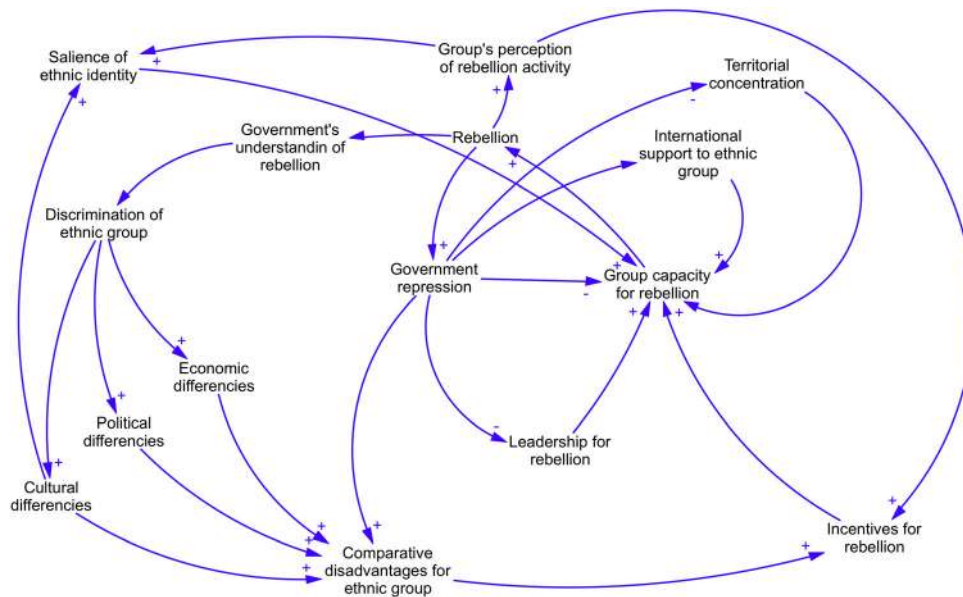 Salience of
ethnic identity
Group's perception
of rebellion activity
Territorial
concentration
Government's
understandin of
rebellion
Rebellion
International
support to ethnic
group
Discrimination of
ethnic group
Government
repression
Group capacity
for rebellion
Economic
differencies
Political
differencies
Leadership for
rebellion
Cultural
differencies
Comparative
disadvantages for
ethnic group
Incentives for
rebellion
+
+
+
-
+
+
+
+
+
+
-
+
+
+
+
+
-
+
+
+
+
+
+
+